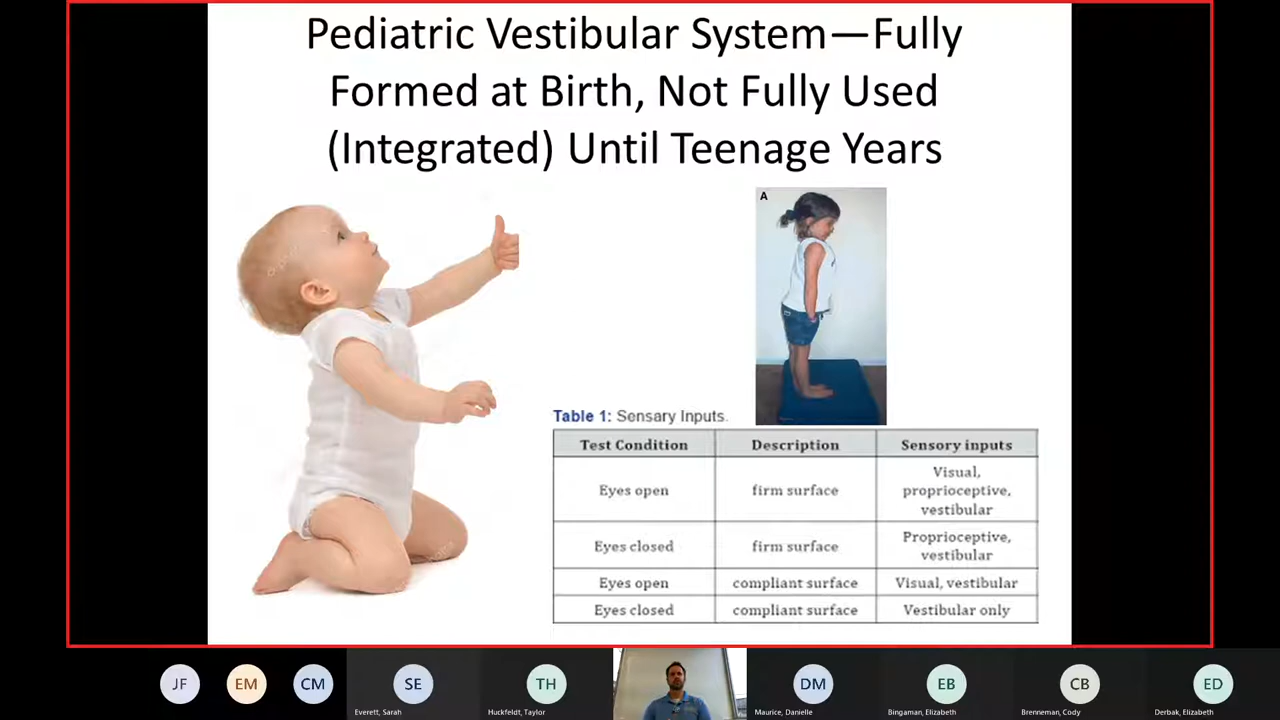 Pediatric Vestibular System—Fully
Formed at Birth, Not Fully Used
(Integrated) Until Teenage Years
A
Table 1: Sensary Inputs.
Test Condition Description Sensory inputs
Eyes open firm surface Visual, proprioceptive, vestibular
Eyes closed firm surface Proprioceptive, vestibular
Eyes open compliant surface Visual, vestibular
Eyes closed compliant surface Vestibular only
JF EM CM SE TH DM EB CB ED
Everett, Sarah Huckfeldt, Taylor Maurice, Danielle Bingaman, Elizabeth Brenneman, Cody Derbak, Elizabeth